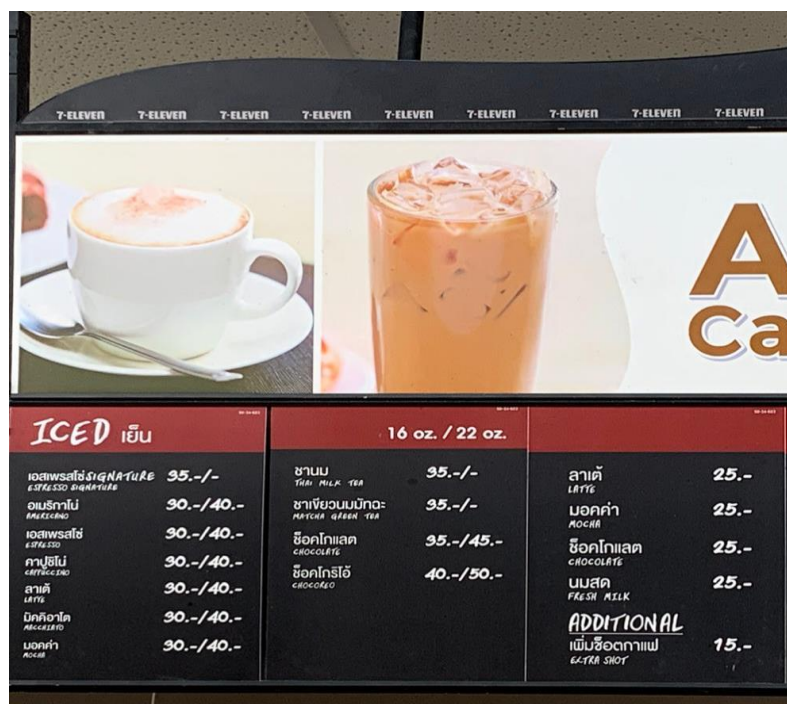 7-ELEVEN 7-ELEVEN 7-ELEVEN 7-ELEVEN 7-ELEVEN 7-ELEVEN 7-ELEVEN 7-ELEVEN 7-ELEVEN
A
Ca
ICED เย็น
เอสเพรสโซ่ SIGNATURE 35.-/-
ESPRESSO SIGNATURE
อเมริกาโน่ 30.-/40.-
AMERICANO
เอสเพรสโซ่ 30.-/40.-
ESPRESSO
คาปูชิโน่ 30.-/40.-
CAPPUCCINO
ลาเต้ 30.-/40.-
LATTE
มัคคิอาโต 30.-/40.-
MACCHIATO
มอคค่า 30.-/40.-
MOCHA
16 oz. / 22 oz.
ชานม 35.-/-
THAI MILK TEA
ชาเขียวนมมัทฉะ 35.-/-
MATCHA GREEN TEA
ช็อคโกแลต 35.-/45.-
CHOCOLATE
ช็อคโกริโอ้ 40.-/50.-
CHOCOREO
ลาเต้ 25.-
LATTE
มอคค่า 25.-
MOCHA
ช็อคโกแลต 25.-
CHOCOLATE
นมสด 25.-
FRESH MILK
ADDITIONAL
เพิ่มช็อตกาแฟ 15.-
EXTRA SHOT